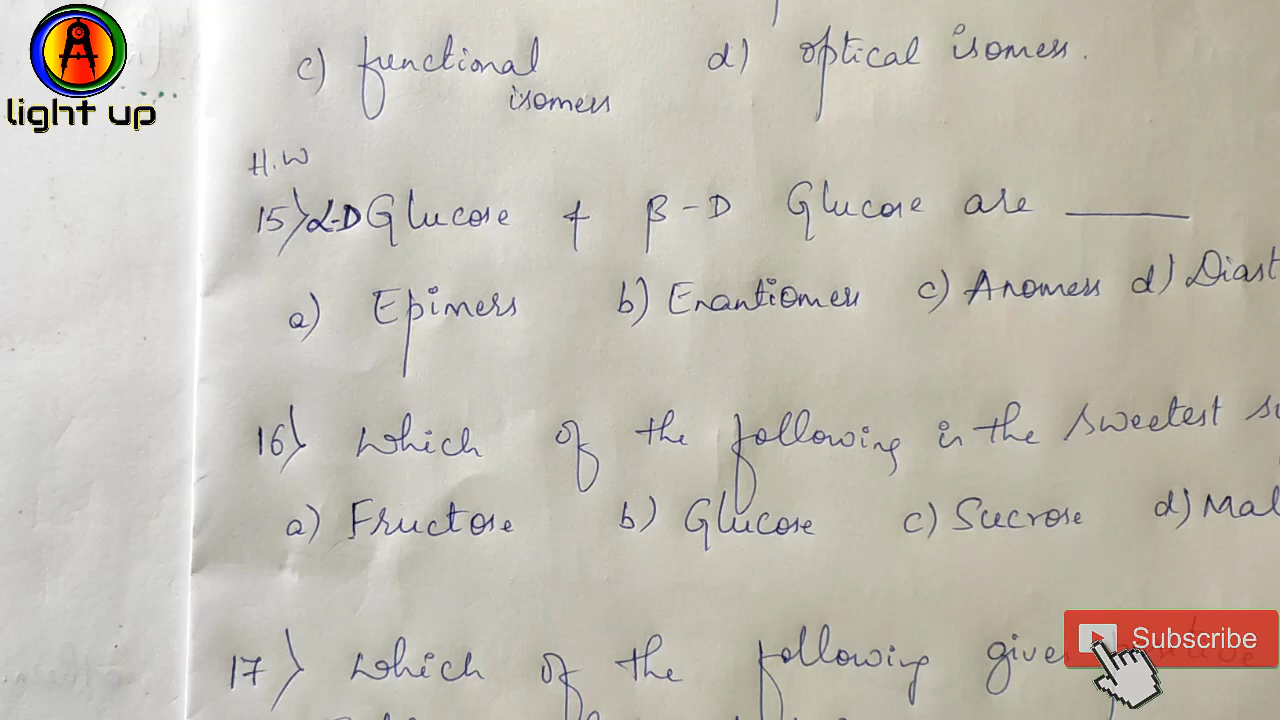 light up
c) functional isomers
d) optical isomers.
H.W
15) α-D Glucose & β-D Glucose are ____
a) Epimers b) Enantiomers c) Anomers d) Diast
16) which of the following is the sweetest
a) Fructose b) Glucose c) Sucrose d) Mal
17) which of the following give
Subscribe